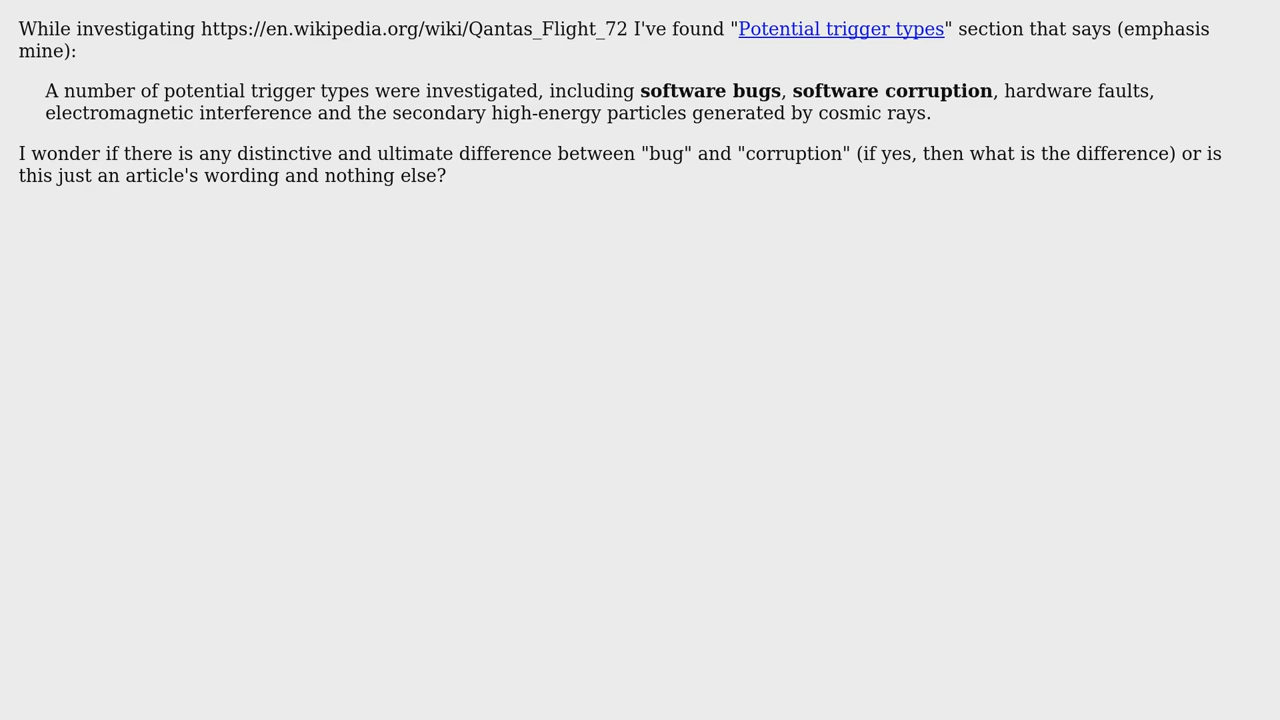 While investigating https://en.wikipedia.org/wiki/Qantas_Flight_72 I've found "Potential trigger types" section that says (emphasis
mine):
A number of potential trigger types were investigated, including software bugs, software corruption, hardware faults,
electromagnetic interference and the secondary high-energy particles generated by cosmic rays.
I wonder if there is any distinctive and ultimate difference between "bug" and "corruption" (if yes, then what is the difference) or is
this just an article's wording and nothing else?